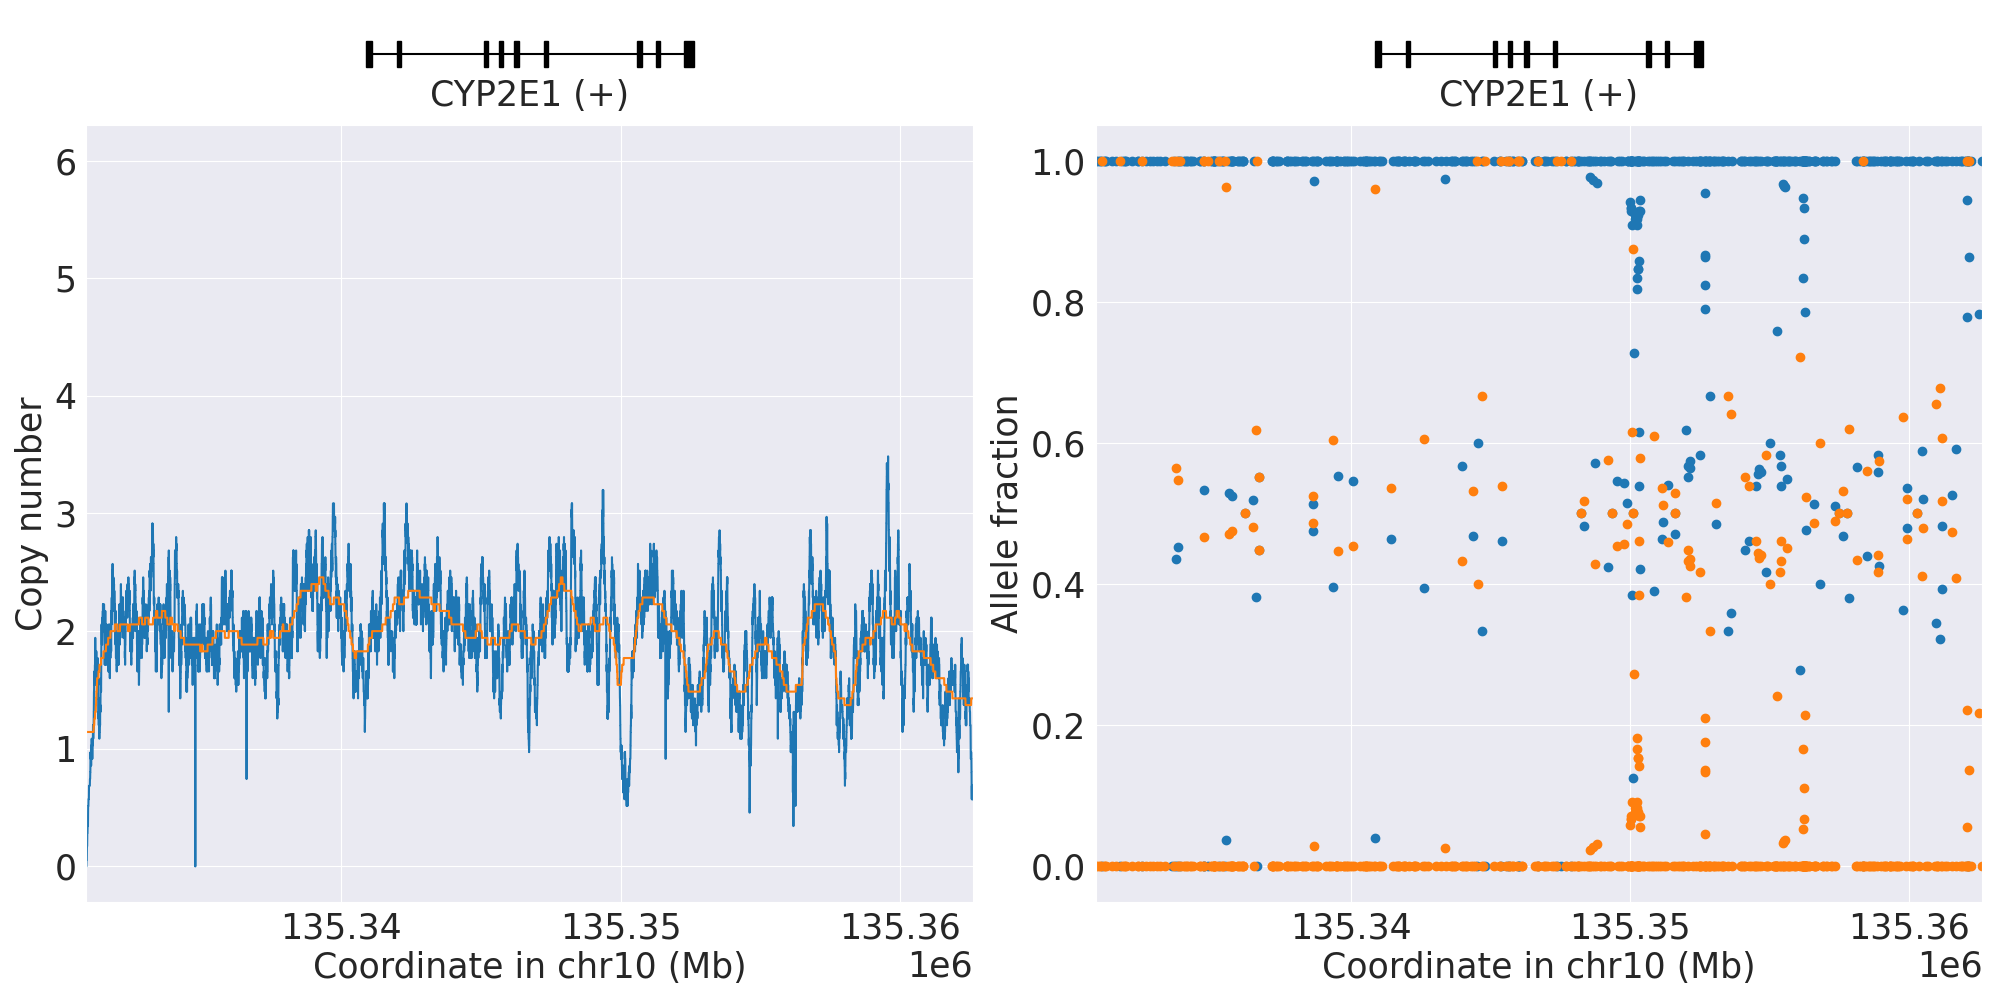 CYP2E1 (+)
6
5
4
3
2
1
0
Copy number
135.34 135.35 135.36
Coordinate in chr10 (Mb)
1e6
CYP2E1 (+)
1.0
0.8
0.6
0.4
0.2
0.0
Allele fraction
135.34 135.35 135.36
Coordinate in chr10 (Mb)
1e6